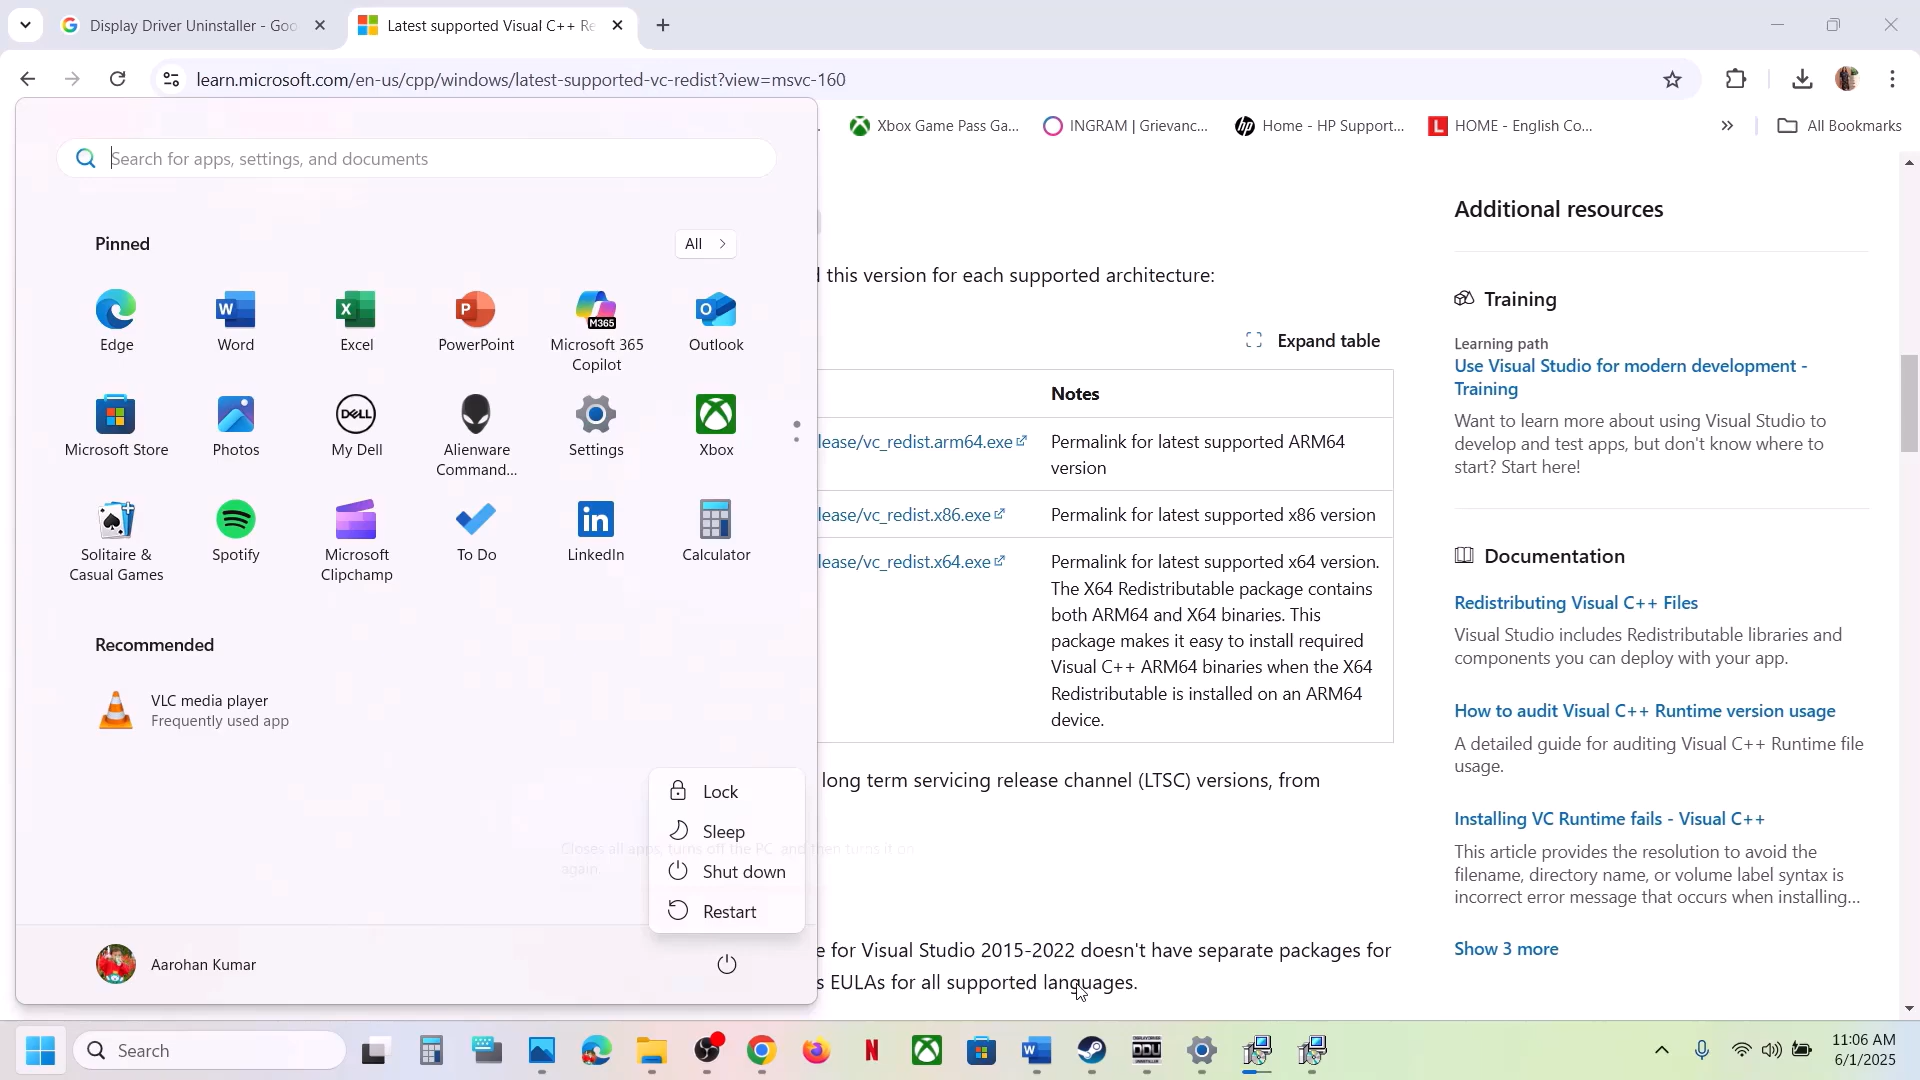 Display Driver Uninstaller - Goo
Latest supported Visual C++ Re
learn.microsoft.com/en-us/cpp/windows/latest-supported-vc-redist?view=msvc-160
Xbox Game Pass Ga...
INGRAM | Grievanc...
Home - HP Support...
HOME - English Co...
All Bookmarks
Search for apps, settings, and documents
Pinned
All
Edge
Word
Excel
PowerPoint
Microsoft 365
Copilot
Outlook
Microsoft Store
Photos
My Dell
Alienware
Command...
Settings
Xbox
Solitaire &
Casual Games
Spotify
Microsoft
Clipchamp
To Do
LinkedIn
Calculator
Recommended
VLC media player
Frequently used app
Closes all apps, turns off the PC, and then turns it on
again.
Lock
Sleep
Shut down
Restart
Aarohan Kumar
this version for each supported architecture:
Expand table
Notes
lease/vc_redist.arm64.exe
Permalink for latest supported ARM64
version
lease/vc_redist.x86.exe
Permalink for latest supported x86 version
lease/vc_redist.x64.exe
Permalink for latest supported x64 version.
The X64 Redistributable package contains
both ARM64 and X64 binaries. This
package makes it easy to install required
Visual C++ ARM64 binaries when the X64
Redistributable is installed on an ARM64
device.
long term servicing release channel (LTSC) versions, from
e for Visual Studio 2015-2022 doesn't have separate packages for
s EULAs for all supported languages.
Additional resources
Training
Learning path
Use Visual Studio for modern development -
Training
Want to learn more about using Visual Studio to
develop and test apps, but don't know where to
start? Start here!
Documentation
Redistributing Visual C++ Files
Visual Studio includes Redistributable libraries and
components you can deploy with your app.
How to audit Visual C++ Runtime version usage
A detailed guide for auditing Visual C++ Runtime file
usage.
Installing VC Runtime fails - Visual C++
This article provides the resolution to avoid the
filename, directory name, or volume label syntax is
incorrect error message that occurs when installing...
Show 3 more
Search
11:06 AM
6/1/2025